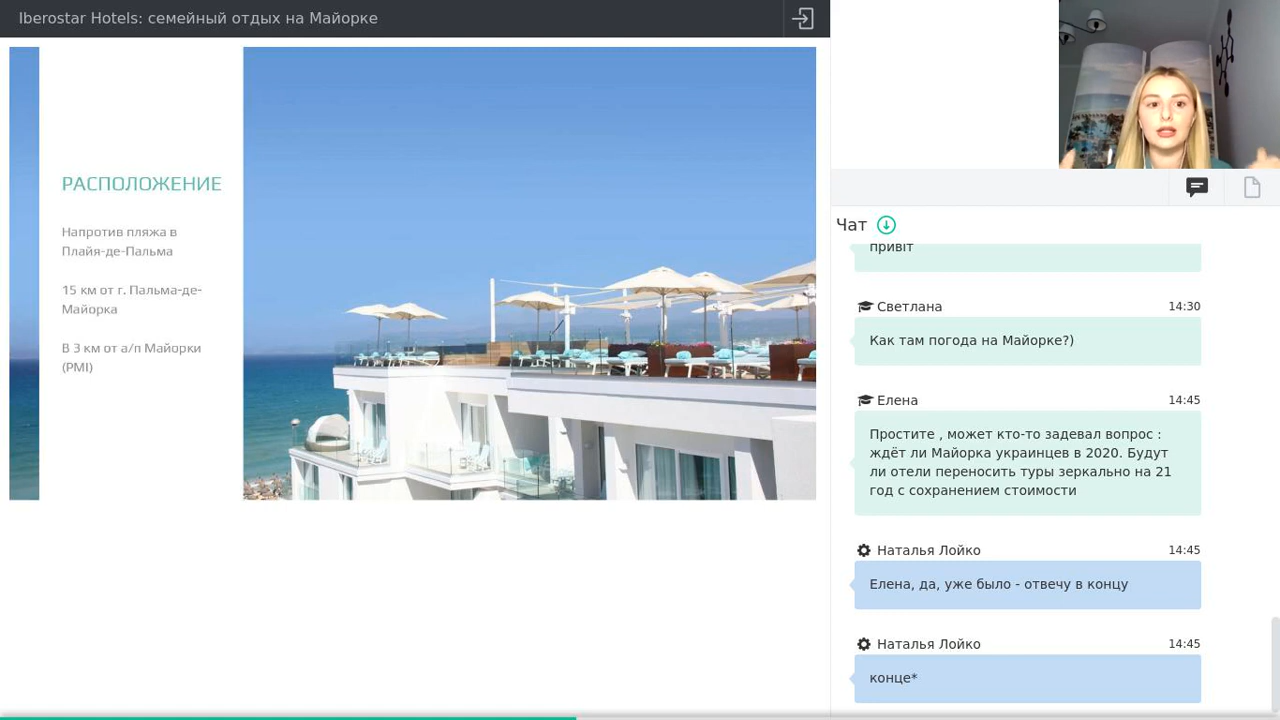 Iberostar Hotels: семейный отдых на Майорке
РАСПОЛОЖЕНИЕ
Напротив пляжа в
Плайя-де-Пальма
15 км от г. Пальма-де-
Майорка
В 3 км от а/п Майорки
(PMI)
Чат
привіт
Светлана 14:30
Как там погода на Майорке?)
Елена 14:45
Простите , может кто-то задевал вопрос :
ждёт ли Майорка украинцев в 2020. Будут
ли отели переносить туры зеркально на 21
год с сохранением стоимости
Наталья Лойко 14:45
Елена, да, уже было - отвечу в концу
Наталья Лойко 14:45
конце*